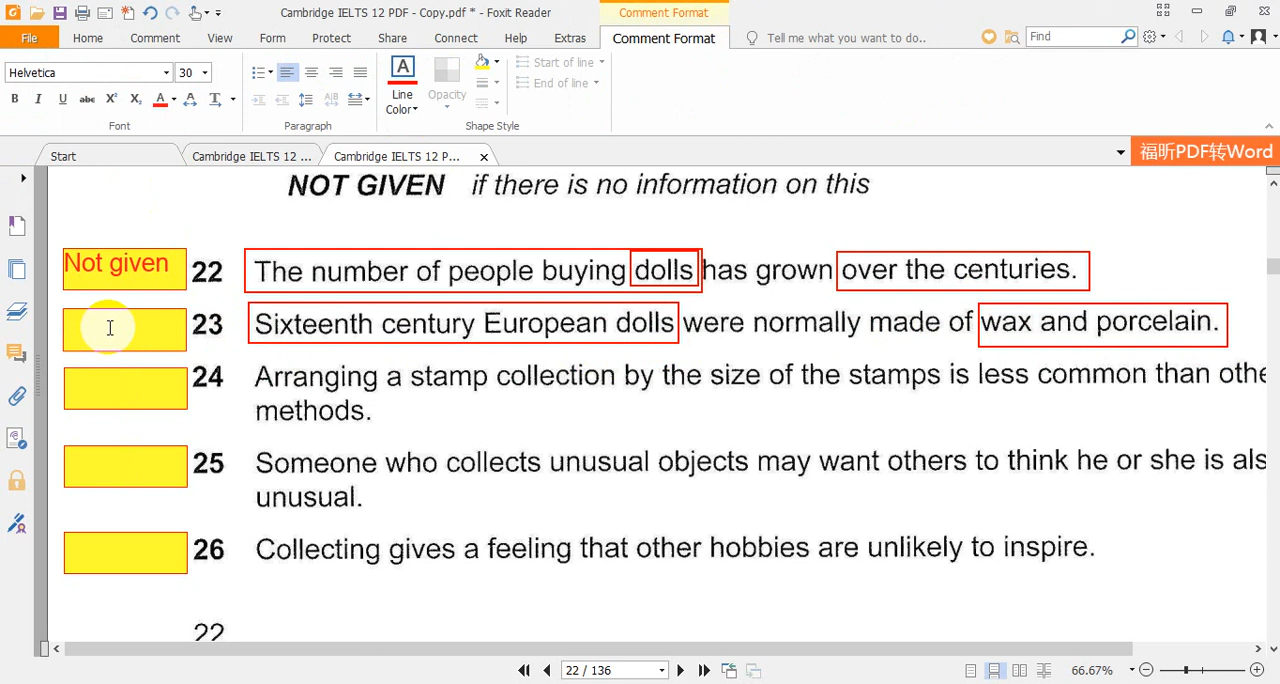 Cambridge IELTS 12 PDF - Copy.pdf * - Foxit Reader
Comment Format
File Home Comment View Form Protect Share Connect Help Extras Comment Format Tell me what you want to do.. Find
Helvetica 30
Line Color
Opacity
Start of line
End of line
B I U abc X² X₂ A A T
Font Paragraph Shape Style
Start Cambridge IELTS 12 ... Cambridge IELTS 12 P... 福昕PDF转Word
NOT GIVEN if there is no information on this
Not given 22 The number of people buying dolls has grown over the centuries.
23 Sixteenth century European dolls were normally made of wax and porcelain.
24 Arranging a stamp collection by the size of the stamps is less common than othe
methods.
25 Someone who collects unusual objects may want others to think he or she is als
unusual.
26 Collecting gives a feeling that other hobbies are unlikely to inspire.
22
22 / 136 66.67%